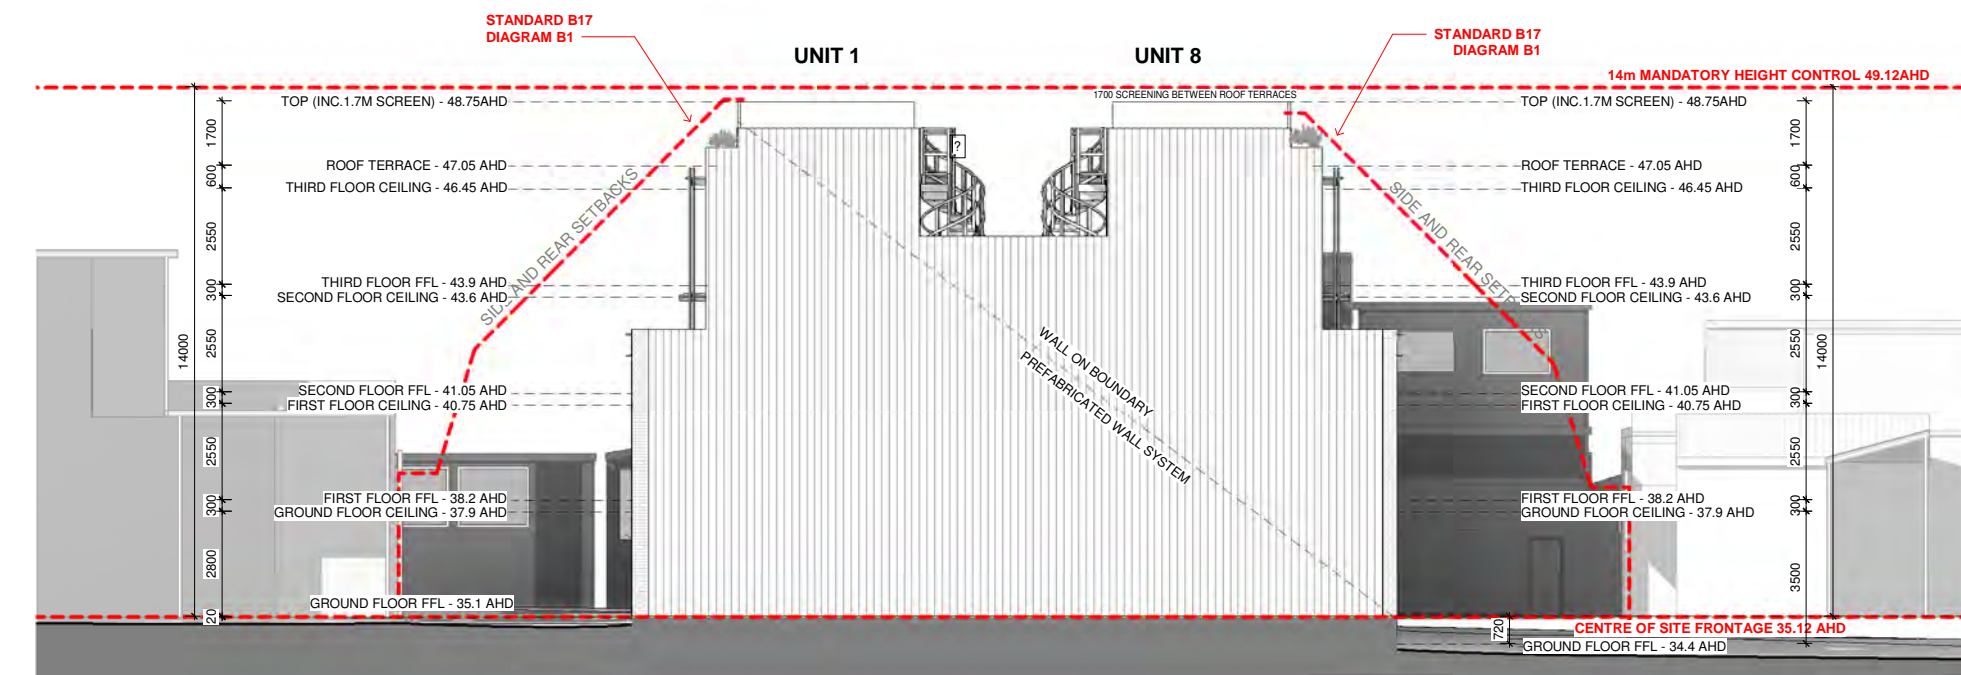 STANDARD B17
DIAGRAM B1
UNIT 1
UNIT 8
STANDARD B17
DIAGRAM B1
14m MANDATORY HEIGHT CONTROL 49.12AHD
TOP (INC.1.7M SCREEN) - 48.75AHD
1700 SCREENING BETWEEN ROOF TERRACES
TOP (INC.1.7M SCREEN) - 48.75AHD
1700
1700
?
ROOF TERRACE - 47.05 AHD
ROOF TERRACE - 47.05 AHD
600
600
THIRD FLOOR CEILING - 46.45 AHD
THIRD FLOOR CEILING - 46.45 AHD
SIDE AND REAR SETBACKS
SIDE AND REAR SETBACKS
2550
2550
THIRD FLOOR FFL - 43.9 AHD
THIRD FLOOR FFL - 43.9 AHD
300
300
SECOND FLOOR CEILING - 43.6 AHD
SECOND FLOOR CEILING - 43.6 AHD
14000
2550
WALL ON BOUNDARY
PREFABRICATED WALL SYSTEM
2550
14000
SECOND FLOOR FFL - 41.05 AHD
SECOND FLOOR FFL - 41.05 AHD
300
300
FIRST FLOOR CEILING - 40.75 AHD
FIRST FLOOR CEILING - 40.75 AHD
2550
2550
FIRST FLOOR FFL - 38.2 AHD
FIRST FLOOR FFL - 38.2 AHD
300
300
GROUND FLOOR CEILING - 37.9 AHD
GROUND FLOOR CEILING - 37.9 AHD
2800
3500
GROUND FLOOR FFL - 35.1 AHD
20
720
CENTRE OF SITE FRONTAGE 35.12 AHD
GROUND FLOOR FFL - 34.4 AHD